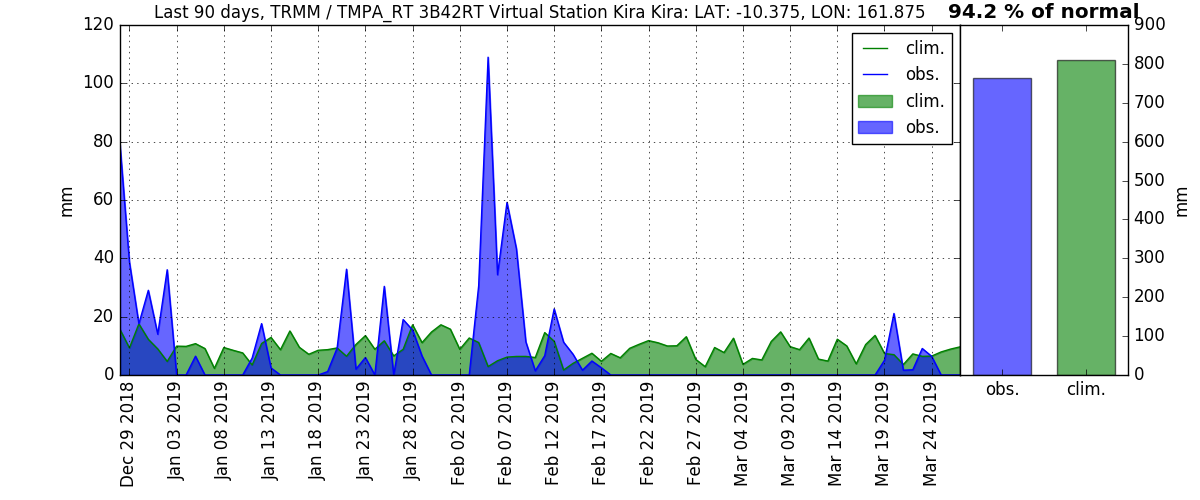 Last 90 days, TRMM / TMPA_RT 3B42RT Virtual Station Kira Kira: LAT: -10.375, LON: 161.875
94.2 % of normal
120
100
80
60
40
20
0
mm
clim.
obs.
clim.
obs.
Dec 29 2018
Jan 03 2019
Jan 08 2019
Jan 13 2019
Jan 18 2019
Jan 23 2019
Jan 28 2019
Feb 02 2019
Feb 07 2019
Feb 12 2019
Feb 17 2019
Feb 22 2019
Feb 27 2019
Mar 04 2019
Mar 09 2019
Mar 14 2019
Mar 19 2019
Mar 24 2019
900
800
700
600
500
400
300
200
100
0
mm
obs.
clim.